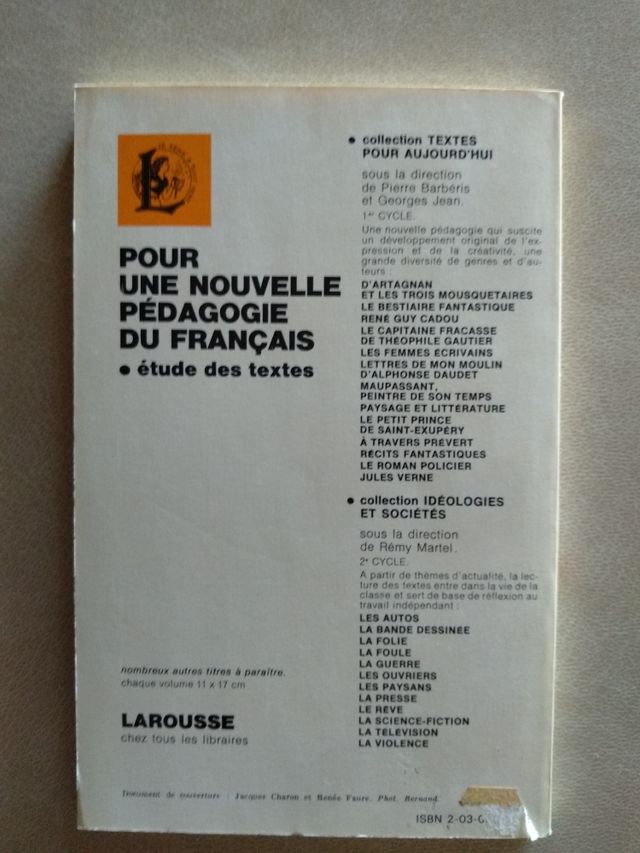 POUR
UNE NOUVELLE
PÉDAGOGIE
DU FRANÇAIS
● étude des textes
nombreux autres titres à paraître.
chaque volume 11 x 17 cm
LAROUSSE
chez tous les libraires
● collection TEXTES
POUR AUJOURD'HUI
sous la direction
de Pierre Barbéris
et Georges Jean.
1er CYCLE.
Une nouvelle pédagogie qui suscite
un développement original de l'ex-
pression et de la créativité, une
grande diversité de genres et d'au-
teurs :
D'ARTAGNAN
ET LES TROIS MOUSQUETAIRES
LE BESTIAIRE FANTASTIQUE
RENÉ GUY CADOU
LE CAPITAINE FRACASSE
DE THÉOPHILE GAUTIER
LES FEMMES ÉCRIVAINS
LETTRES DE MON MOULIN
D'ALPHONSE DAUDET
MAUPASSANT,
PEINTRE DE SON TEMPS
PAYSAGE ET LITTÉRATURE
LE PETIT PRINCE
DE SAINT-EXUPÉRY
À TRAVERS PRÉVERT
RÉCITS FANTASTIQUES
LE ROMAN POLICIER
JULES VERNE
● collection IDÉOLOGIES
ET SOCIÉTÉS
sous la direction
de Rémy Martel.
2e CYCLE.
A partir de thèmes d'actualité, la lec-
ture des textes entre dans la vie de la
classe et sert de base de réflexion au
travail indépendant :
LES AUTOS
LA BANDE DESSINÉE
LA FOLIE
LA FOULE
LA GUERRE
LES OUVRIERS
LES PAYSANS
LA PRESSE
LE RÊVE
LA SCIENCE-FICTION
LA TÉLÉVISION
LA VIOLENCE
Document de couverture : Jacques Charon et Renée Faure. Phot. Bernand.
ISBN 2-03-0